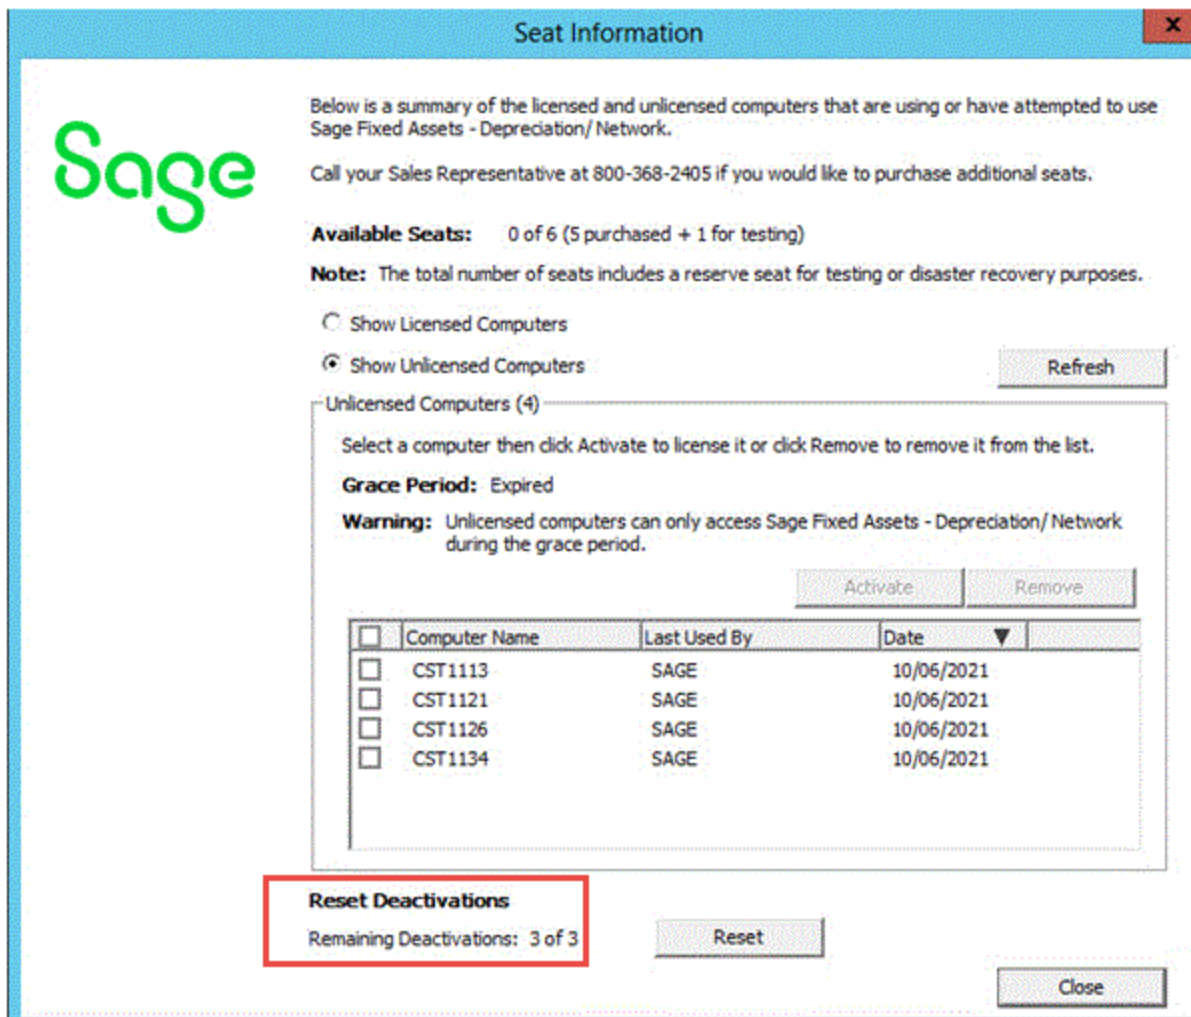 Seat Information
X
Sage
Below is a summary of the licensed and unlicensed computers that are using or have attempted to use
Sage Fixed Assets - Depreciation/ Network.
Call your Sales Representative at 800-368-2405 if you would like to purchase additional seats.
Available Seats: 0 of 6 (5 purchased + 1 for testing)
Note: The total number of seats includes a reserve seat for testing or disaster recovery purposes.
Show Licensed Computers
Show Unlicensed Computers
Refresh
Unlicensed Computers (4)
Select a computer then click Activate to license it or click Remove to remove it from the list.
Grace Period: Expired
Warning: Unlicensed computers can only access Sage Fixed Assets - Depreciation/ Network
during the grace period.
Activate Remove
Computer Name Last Used By Date
CST1113 SAGE 10/06/2021
CST1121 SAGE 10/06/2021
CST1126 SAGE 10/06/2021
CST1134 SAGE 10/06/2021
Reset Deactivations
Remaining Deactivations: 3 of 3 Reset
Close